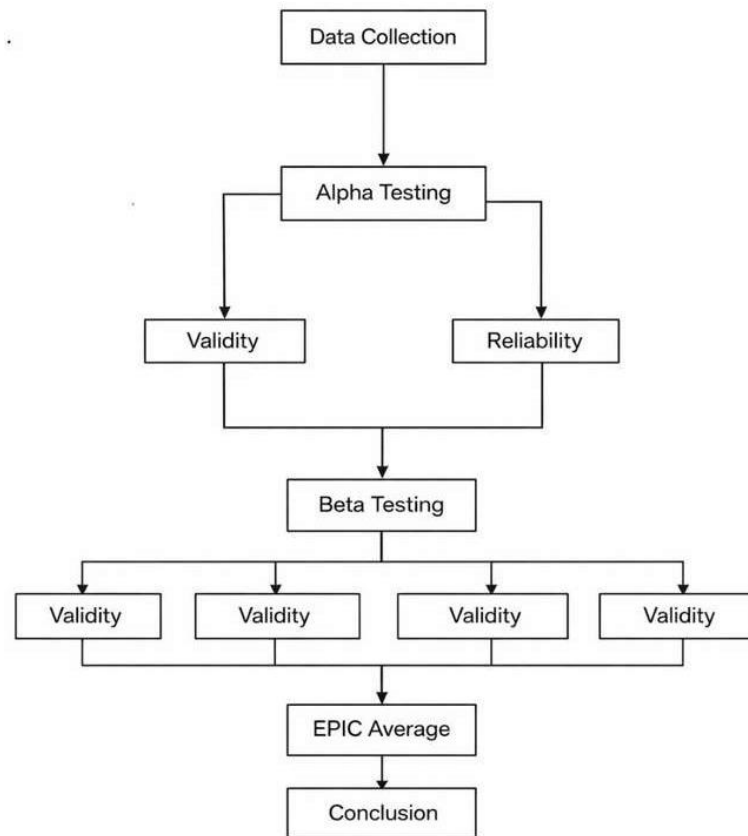 Data Collection
Alpha Testing
Validity
Reliability
Beta Testing
Validity
Validity
Validity
Validity
EPIC Average
Conclusion